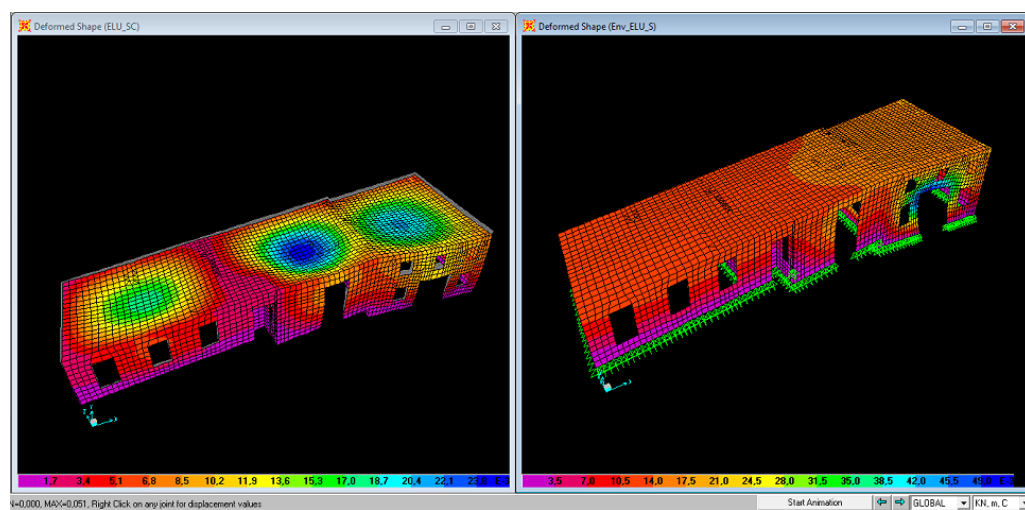 Deformed Shape (ELU_SC)
Deformed Shape (Env_ELU_S)
1,7 3,4 5,1 6,8 8,5 10,2 11,9 13,6 15,3 17,0 18,7 20,4 22,1 23,8
3,5 7,0 10,5 14,0 17,5 21,0 24,5 28,0 31,5 35,0 38,5 42,0 45,5 49,0
MAX=0,051, Right Click on any joint for displacement values
Start Animation
GLOBAL
KN, m, C